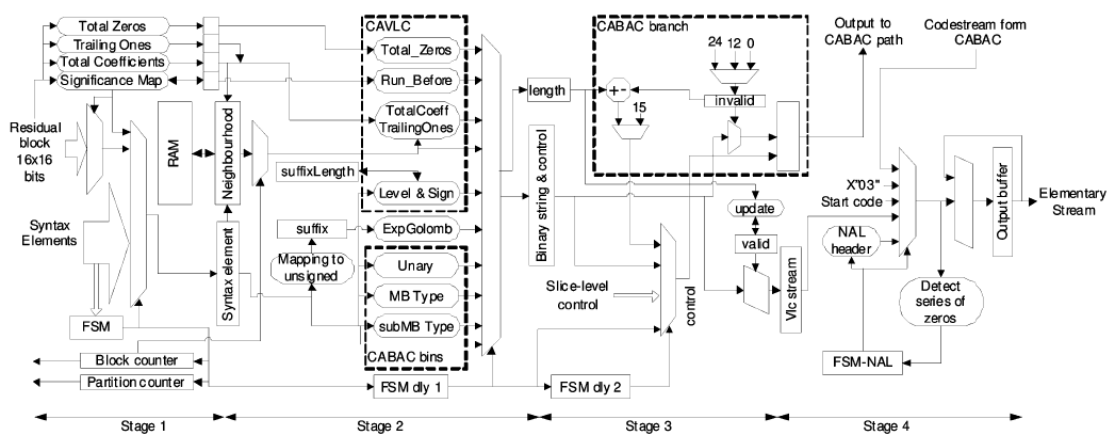 Total Zeros
Trailing Ones
Total Coefficients
Significance Map
Residual
block
16x16
bits
Syntax
Elements
FSM
Block counter
Partition counter
RAM
Neighbourhood
Syntax element
CAVLC
Total_Zeros
Run_Before
TotalCoeff
TrailingOnes
suffixLength
Level & Sign
suffix
ExpGolomb
Mapping to
unsigned
Unary
MB Type
subMB Type
CABAC bins
FSM dly 1
length
Binary string & control
CABAC branch
24 12 0
+ -
15
invalid
Slice-level
control
control
FSM dly 2
update
valid
Vlc stream
Output to
CABAC path
Codestream form
CABAC
X"03"
Start code
NAL
header
Detect
series of
zeros
FSM-NAL
Output buffer
Elementary
Stream
Stage 1
Stage 2
Stage 3
Stage 4